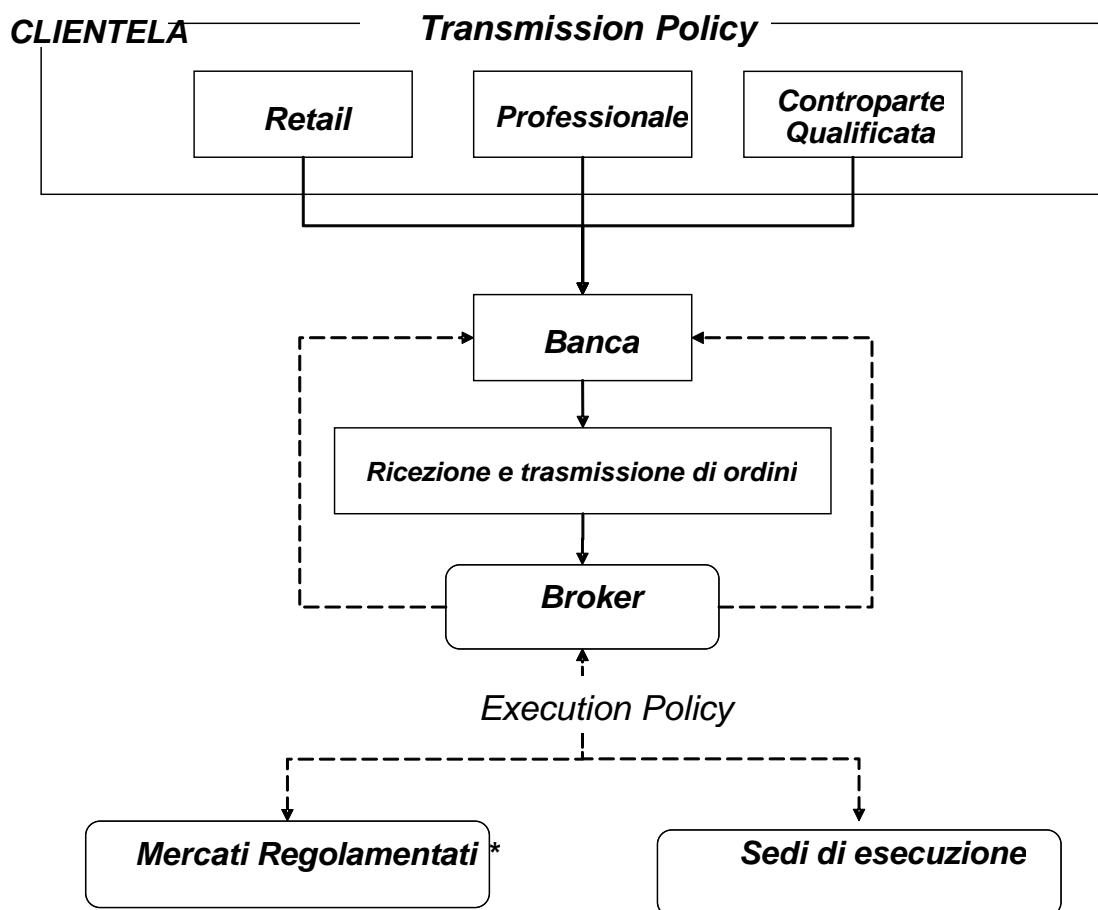 CLIENTELA
Transmission Policy
Retail
Professionale
Controparte
Qualificata
Banca
Ricezione e trasmissione di ordini
Broker
Execution Policy
Mercati Regolamentati *
Sedi di esecuzione